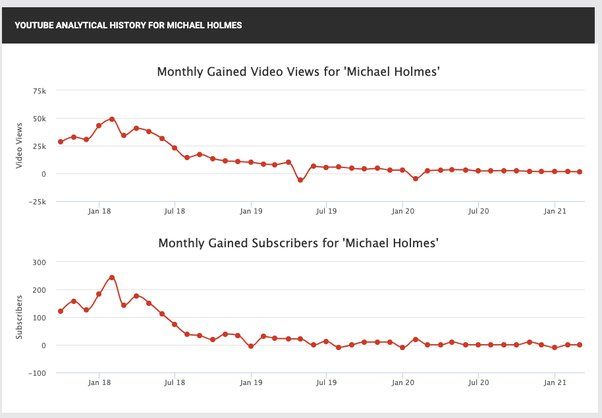 YOUTUBE ANALYTICAL HISTORY FOR MICHAEL HOLMES
Monthly Gained Video Views for 'Michael Holmes'
Video Views
75k
50k
25k
0
−25k
Jan 18 Jul 18 Jan 19 Jul 19 Jan 20 Jul 20 Jan 21
Monthly Gained Subscribers for 'Michael Holmes'
Subscribers
300
200
100
0
−100
Jan 18 Jul 18 Jan 19 Jul 19 Jan 20 Jul 20 Jan 21